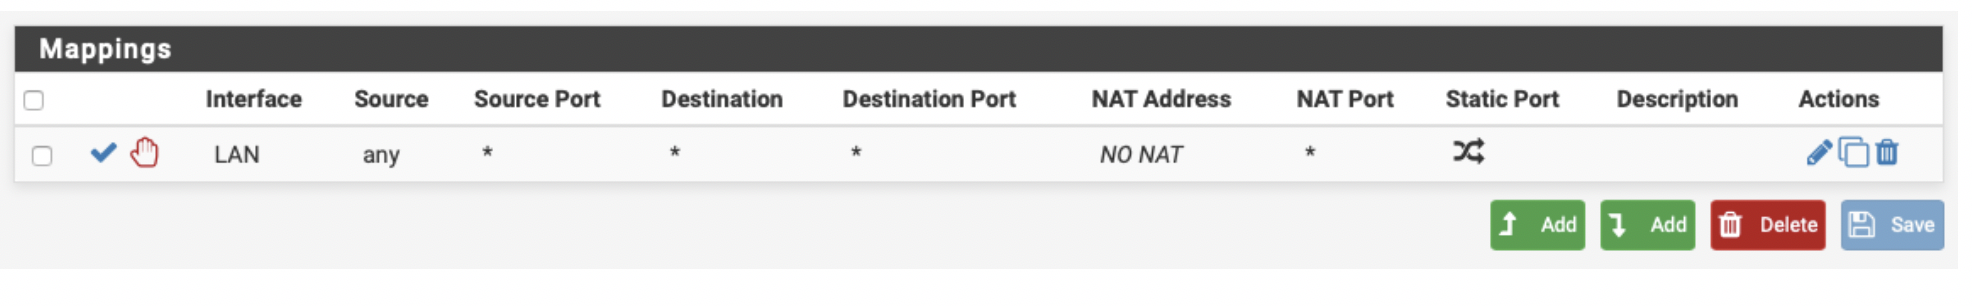 Mappings
Interface Source Source Port Destination Destination Port NAT Address NAT Port Static Port Description Actions
LAN any * * * NO NAT *
Add Add Delete Save